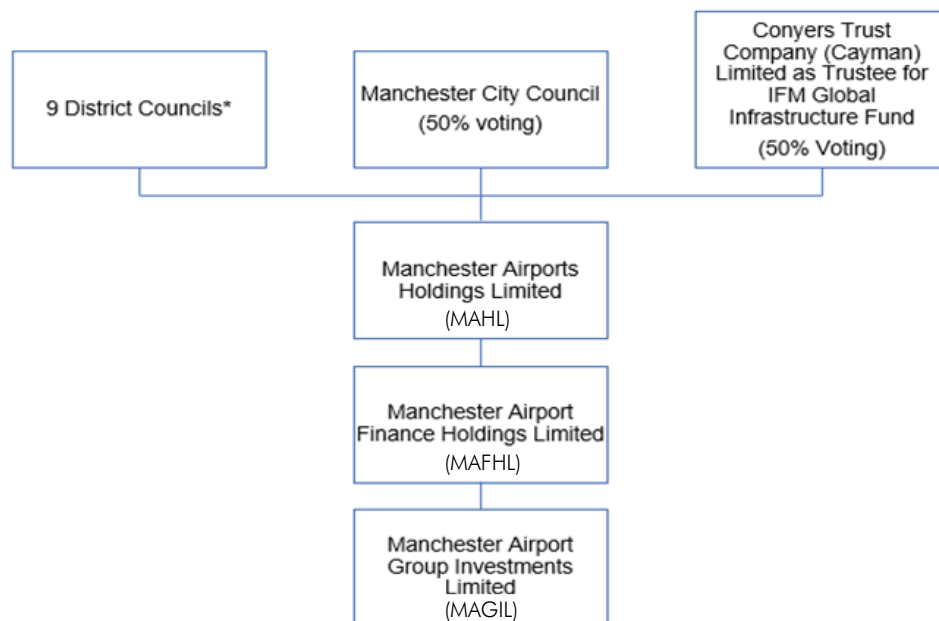 9 District Councils*
Manchester City Council
(50% voting)
Conyers Trust
Company (Cayman)
Limited as Trustee for
IFM Global
Infrastructure Fund
(50% Voting)
Manchester Airports
Holdings Limited
(MAHL)
Manchester Airport
Finance Holdings Limited
(MAFHL)
Manchester Airport
Group Investments
Limited
(MAGIL)